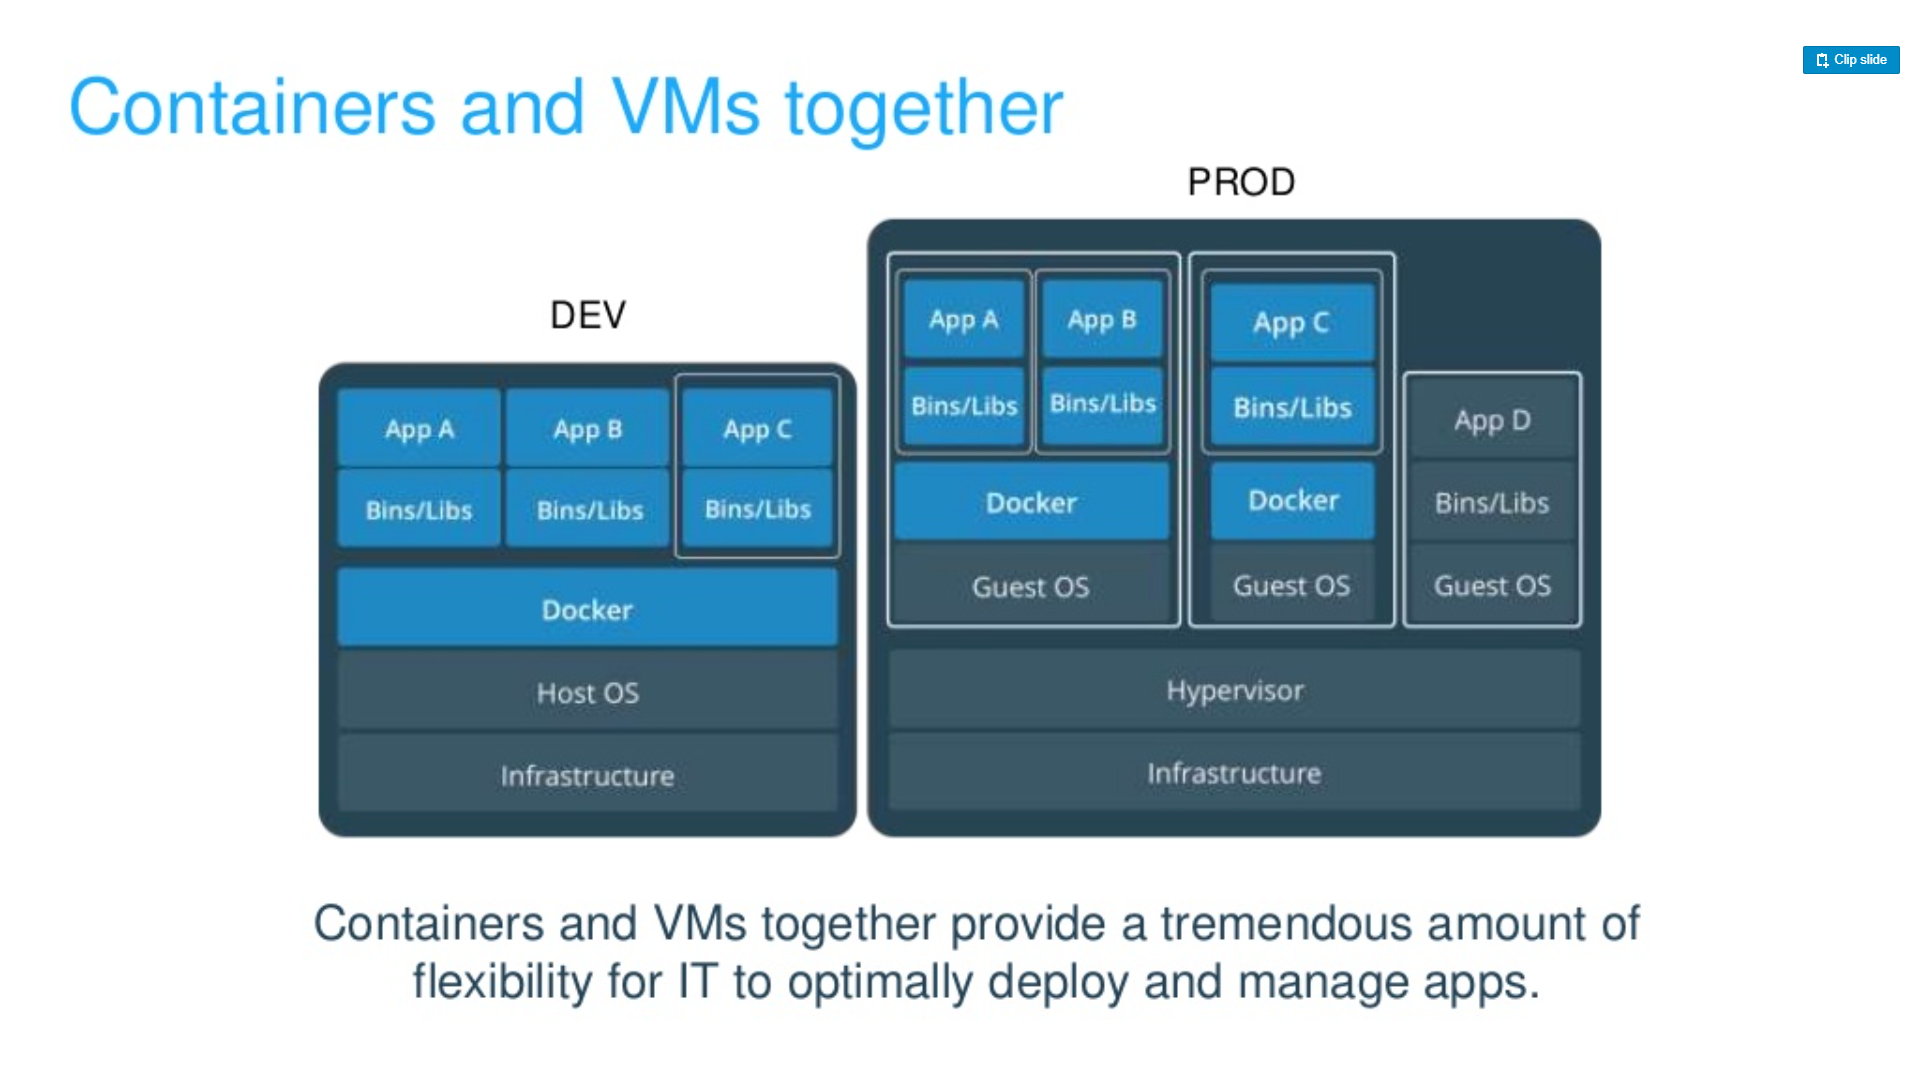 Clip slide
Containers and VMs together
DEV
App A
App B
App C
Bins/Libs
Bins/Libs
Bins/Libs
Docker
Host OS
Infrastructure
PROD
App A
App B
Bins/Libs
Bins/Libs
Docker
Guest OS
App C
Bins/Libs
Docker
Guest OS
App D
Bins/Libs
Guest OS
Hypervisor
Infrastructure
Containers and VMs together provide a tremendous amount of
flexibility for IT to optimally deploy and manage apps.